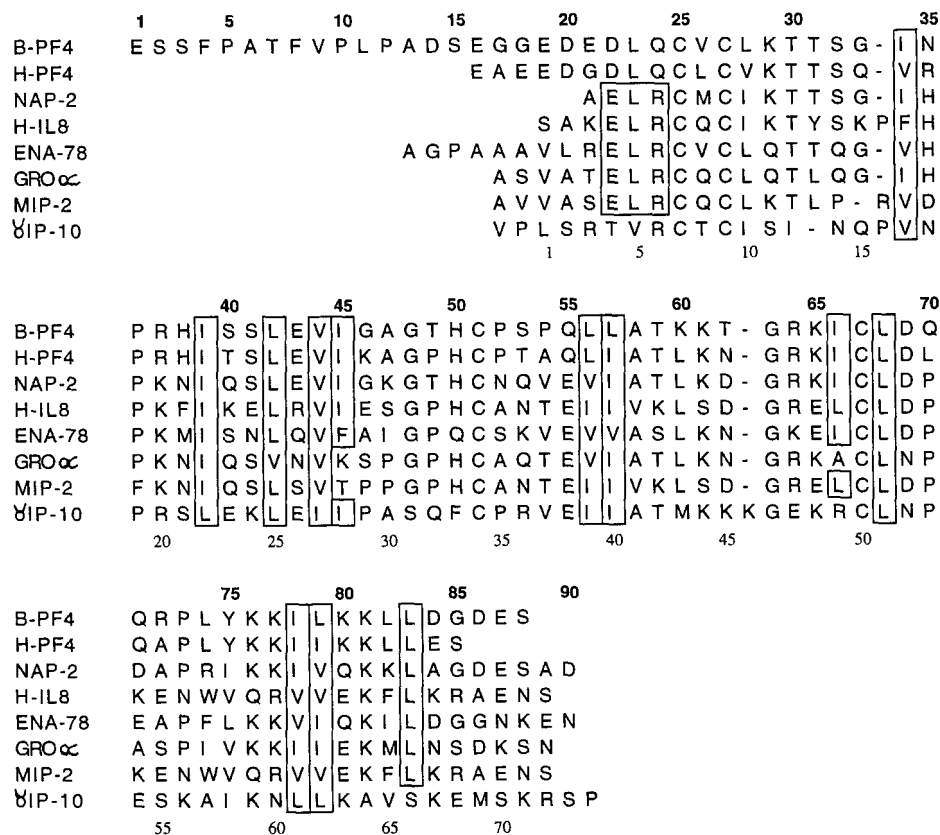 1 5 10 15 20 25 30 35
B-PF4 E S S F P A T F V P L P A D S E G G E D E D L Q C V C L K T T S G - I N
H-PF4 E A E E D G D L Q C L C V K T T S Q - V R
NAP-2 A E L R C M C I K T T S G - I H
H-IL8 S A K E L R C Q C I K T Y S K P F H
ENA-78 A G P A A A V L R E L R C V C L Q T T Q G - V H
GRO∝ A S V A T E L R C Q C L Q T L Q G - I H
MIP-2 A V V A S E L R C Q C L K T L P - R V D
γIP-10 V P L S R T V R C T C I S I - N Q P V N
1 5 10 15
40 45 50 55 60 65 70
B-PF4 P R H I S S L E V I G A G T H C P S P Q L L A T K K T - G R K I C L D Q
H-PF4 P R H I T S L E V I K A G P H C P T A Q L I A T L K N - G R K I C L D L
NAP-2 P K N I Q S L E V I G K G T H C N Q V E V I A T L K D - G R K I C L D P
H-IL8 P K F I K E L R V I E S G P H C A N T E I I V K L S D - G R E L C L D P
ENA-78 P K M I S N L Q V F A I G P Q C S K V E V V A S L K N - G K E I C L D P
GRO∝ P K N I Q S V N V K S P G P H C A Q T E V I A T L K N - G R K A C L N P
MIP-2 F K N I Q S L S V T P P G P H C A N T E I I V K L S D - G R E L C L D P
γIP-10 P R S L E K L E I I P A S Q F C P R V E I I A T M K K K G E K R C L N P
20 25 30 35 40 45 50
75 80 85 90
B-PF4 Q R P L Y K K I L K K L L D G D E S
H-PF4 Q A P L Y K K I I K K L L E S
NAP-2 D A P R I K K I V Q K K L A G D E S A D
H-IL8 K E N W V Q R V V E K F L K R A E N S
ENA-78 E A P F L K K V I Q K I L D G G N K E N
GRO∝ A S P I V K K I I E K M L N S D K S N
MIP-2 K E N W V Q R V V E K F L K R A E N S
γIP-10 E S K A I K N L L K A V S K E M S K R S P
55 60 65 70